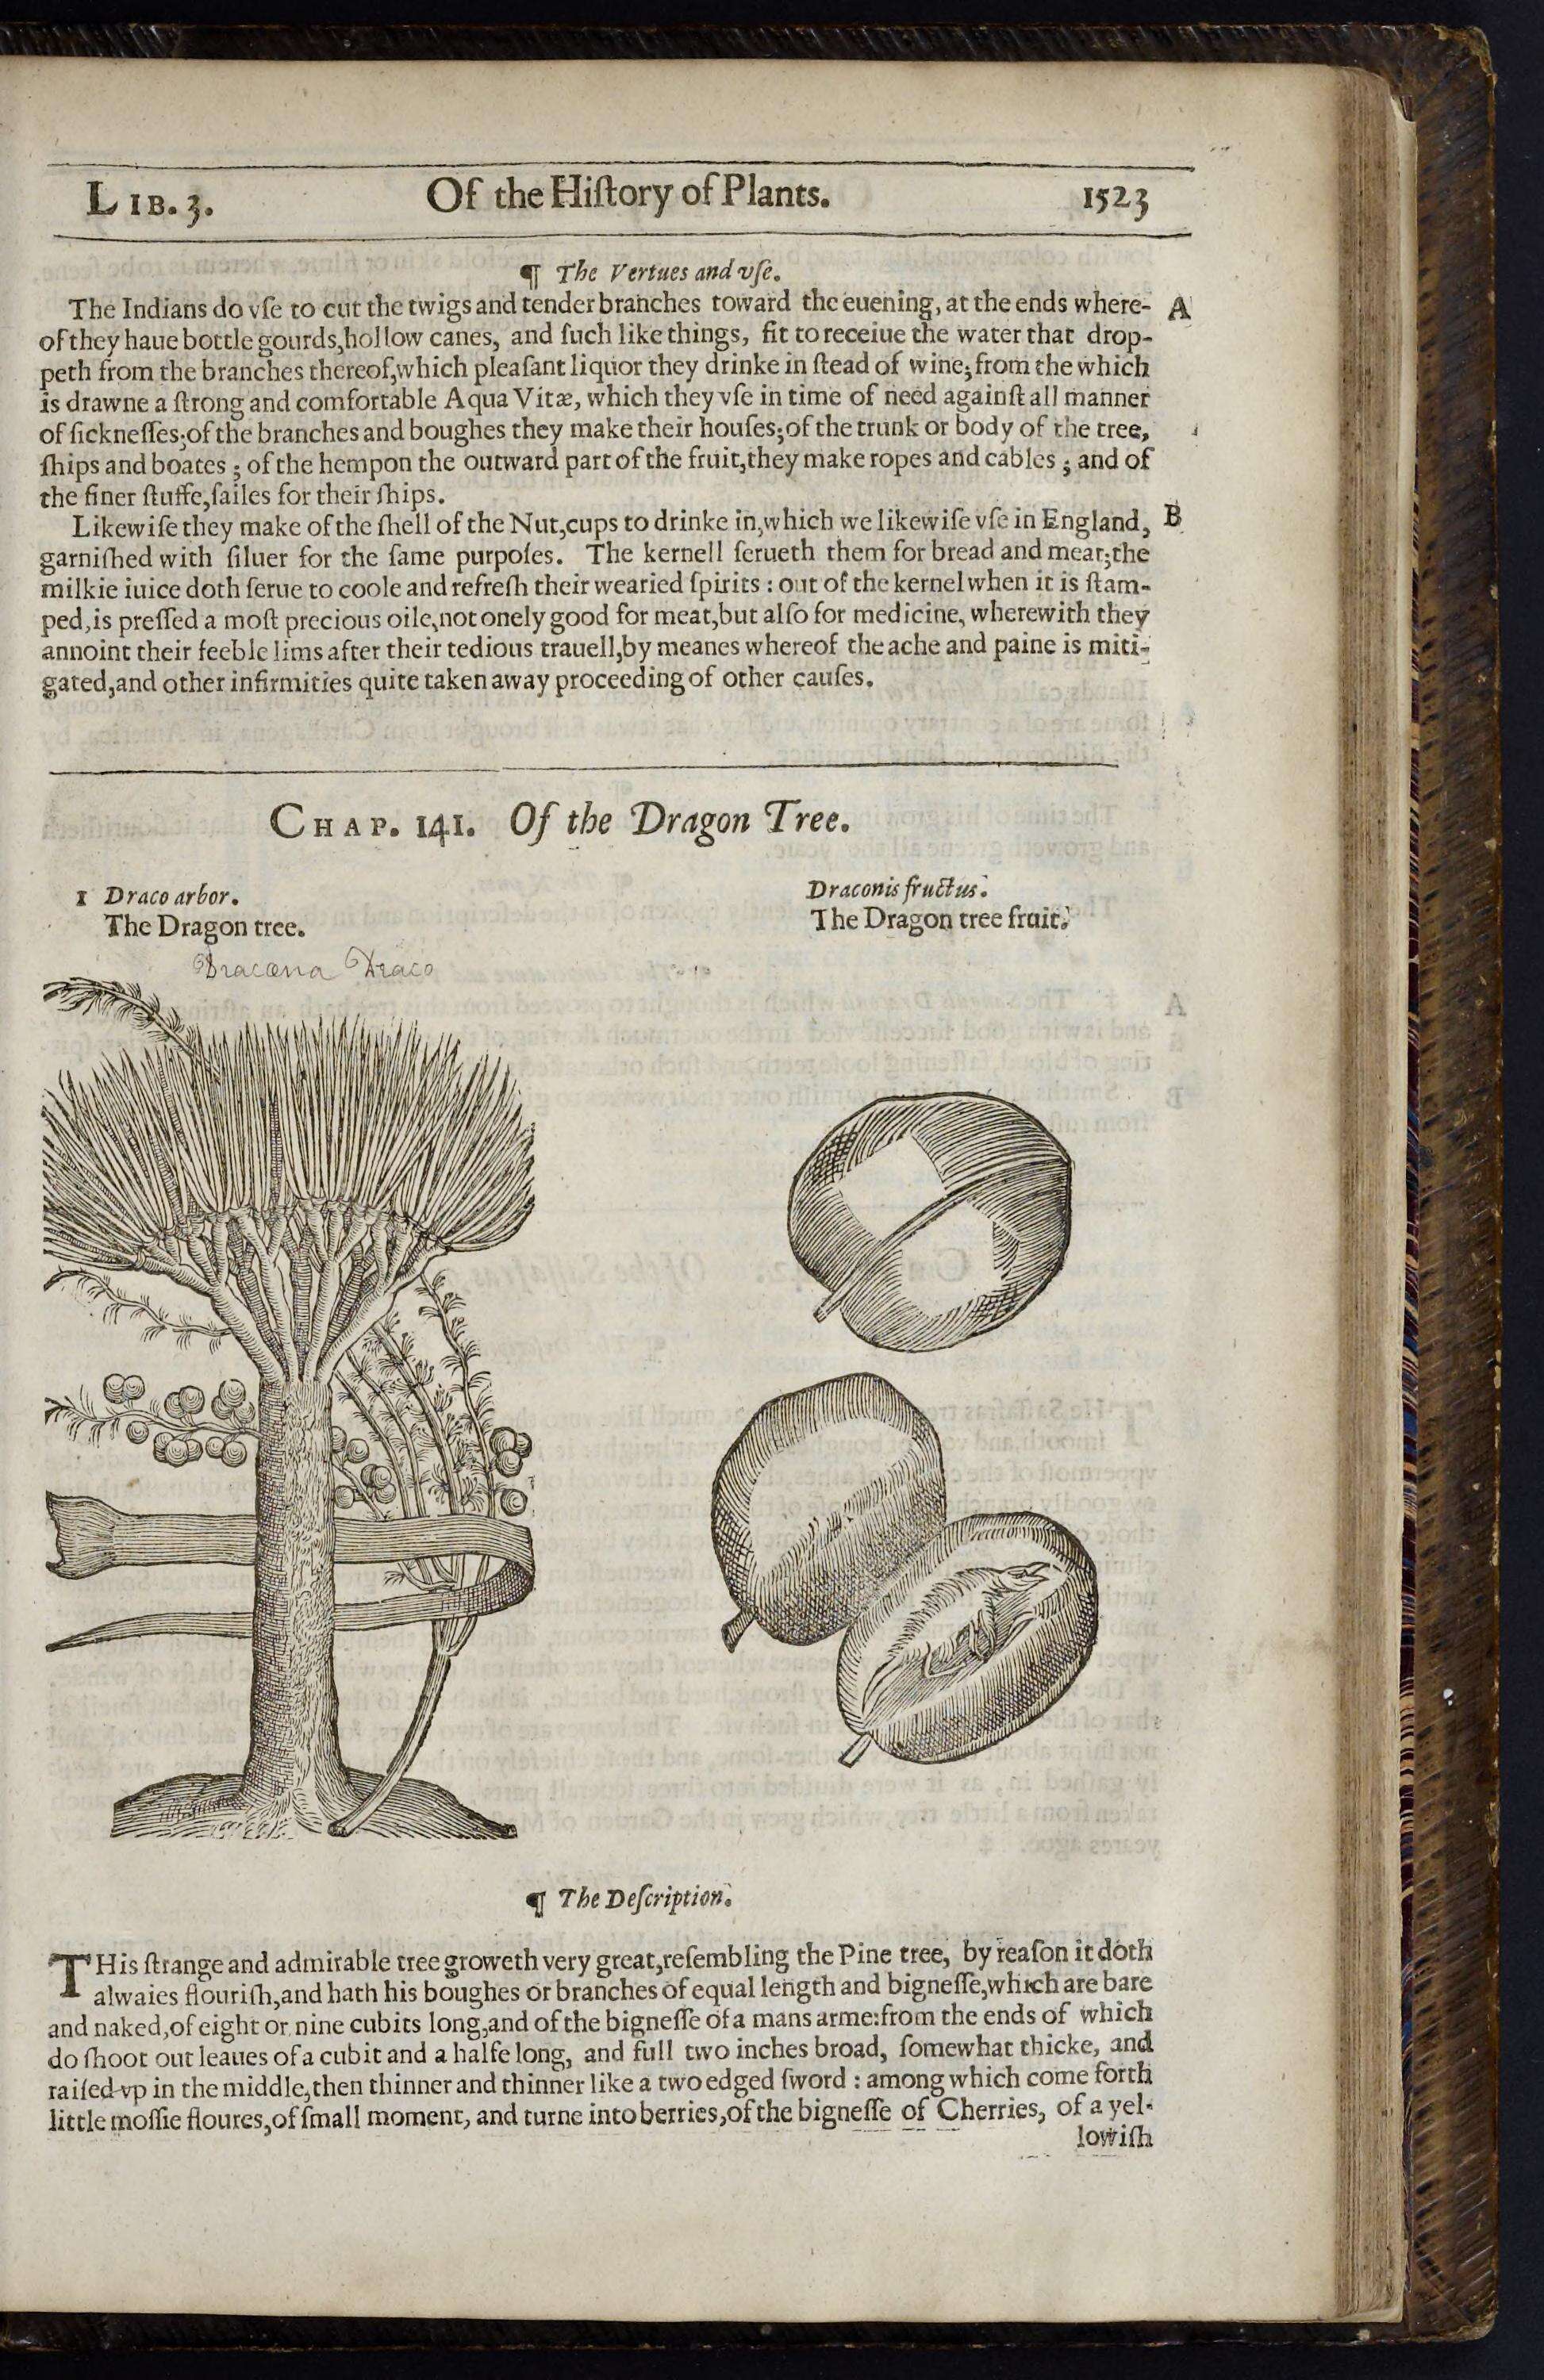 LIB. 3. Of the Hiſtory of Plants. 1523
¶ The Vertues and vſe.
The Indians do vſe to cut the twigs and tender branches toward the euening, at the ends where- A
of they haue bottle gourds, hollow canes, and ſuch like things, fit to receiue the water that drop-
peth from the branches thereof, which pleaſant liquor they drinke in ſtead of wine; from the which
is drawne a ſtrong and comfortable Aqua Vitæ, which they vſe in time of need againſt all manner
of ſickneſſes; of the branches and boughes they make their houſes; of the trunk or body of the tree,
ſhips and boates ; of the hemp on the outward part of the fruit, they make ropes and cables ; and of
the finer ſtuffe, ſailes for their ſhips.
Likewiſe they make of the ſhell of the Nut, cups to drinke in, which we likewiſe vſe in England, B
garniſhed with ſiluer for the ſame purpoſes. The kernell ſerueth them for bread and meat; the
milkie iuice doth ſerue to coole and refreſh their wearied ſpirits : out of the kernel when it is ſtam-
ped, is preſſed a moſt precious oile, not onely good for meat, but alſo for medicine, wherewith they
annoint their feeble lims after their tedious trauell, by meanes whereof the ache and paine is miti-
gated, and other infirmities quite taken away proceeding of other cauſes.
CHAP. 141. Of the Dragon Tree.
1 Draco arbor.
The Dragon tree.
Dracæna Draco
Draconis fructus.
The Dragon tree fruit.
¶ The Deſcription.
THis ſtrange and admirable tree groweth very great, reſembling the Pine tree, by reaſon it doth
alwaies flouriſh, and hath his boughes or branches of equal length and bigneſſe, which are bare
and naked, of eight or nine cubits long, and of the bigneſſe of a mans arme: from the ends of which
do ſhoot out leaues of a cubit and a halfe long, and full two inches broad, ſomewhat thicke, and
raiſed vp in the middle, then thinner and thinner like a two edged ſword : among which come forth
little moſſie floures, of ſmall moment, and turne into berries, of the bigneſſe of Cherries, of a yel-
lowiſh